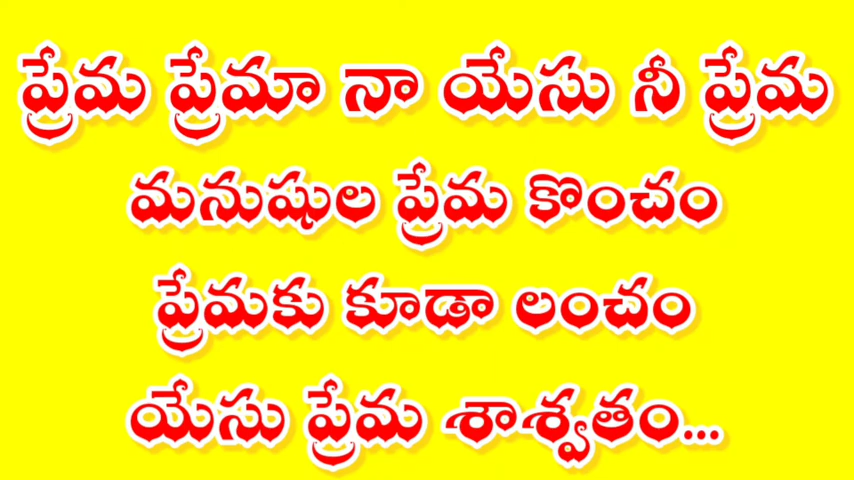 ప్రేమ ప్రేమా నా యేసు నీ ప్రేమ
మనుషుల ప్రేమ కొంచం
ప్రేమకు కూడా లంచం
యేసు ప్రేమ శాశ్వతం...